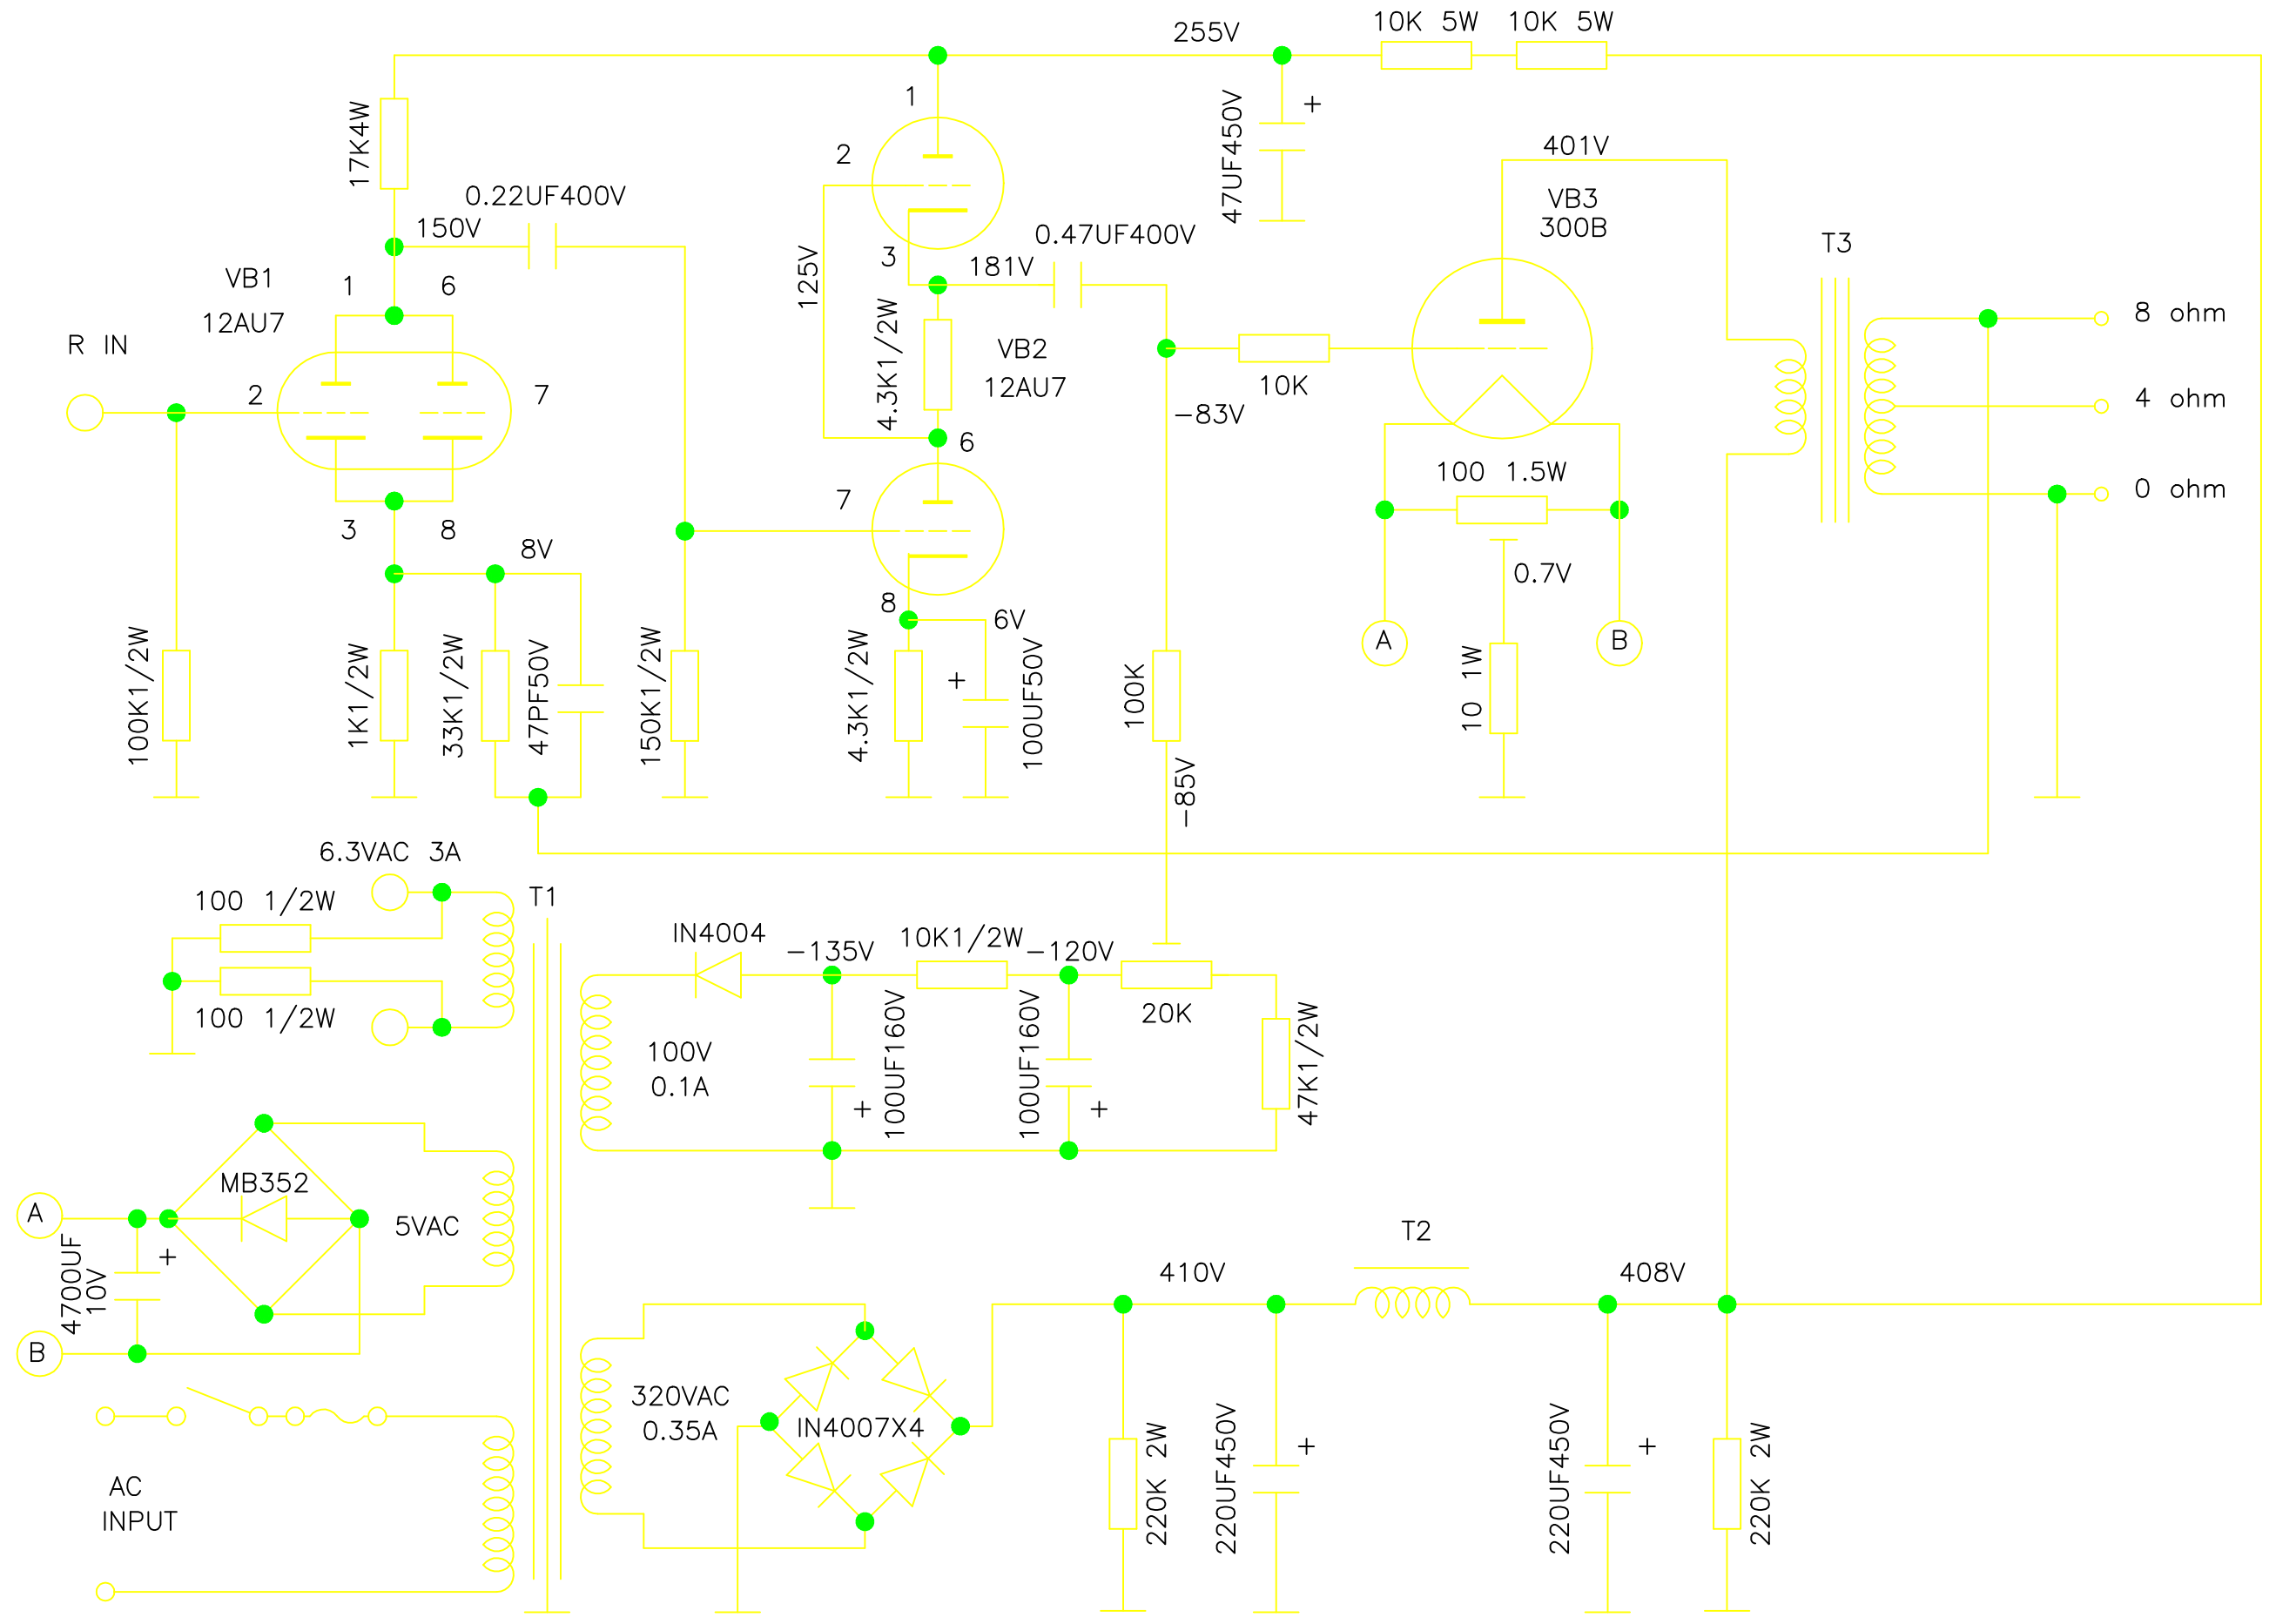 10K 5W
10K 5W
255V
1
47UF450V
+
17K4W
401V
2
VB3
300B
0.22UF400V
150V
0.47UF400V
T3
3
181V
125V
VB1
1
6
12AU7
4.3K1/2W
8 ohm
R IN
VB2
12AU7
10K
2
7
-83V
4 ohm
6
100 1.5W
7
0 ohm
3
8
8V
0.7V
8
6V
A
B
100K1/2W
1K1/2W
33K1/2W
47PF50V
150K1/2W
4.3K1/2W
+
100UF50V
100K
10 1W
-85V
6.3VAC 3A
100 1/2W
T1
IN4004
-135V
10K1/2W
-120V
100 1/2W
20K
100V
0.1A
100UF160V
+
100UF160V
+
47K1/2W
MB352
A
5VAC
4700UF
10V
+
T2
410V
408V
B
320VAC
0.35A
IN4007X4
220K 2W
220UF450V
+
220UF450V
+
220K 2W
AC
INPUT